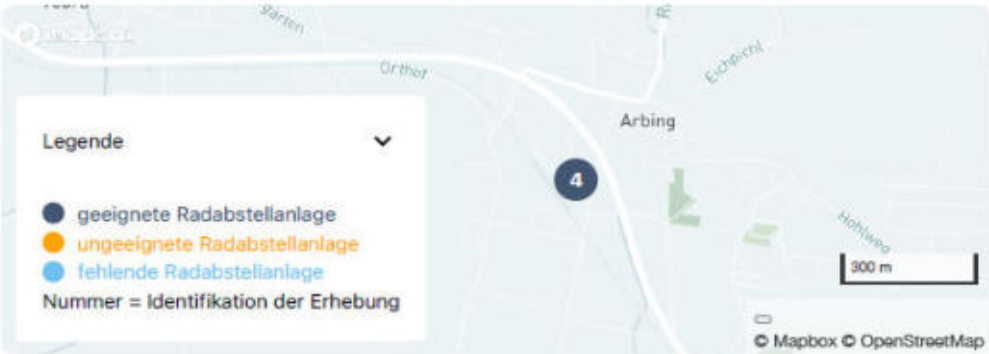 garten
Orthof
Eichpichl
Arbing
Legende
4
geeignete Radabstellanlage
ungeeignete Radabstellanlage
fehlende Radabstellanlage
Nummer = Identifikation der Erhebung
Hohlweg
300 m
© Mapbox © OpenStreetMap